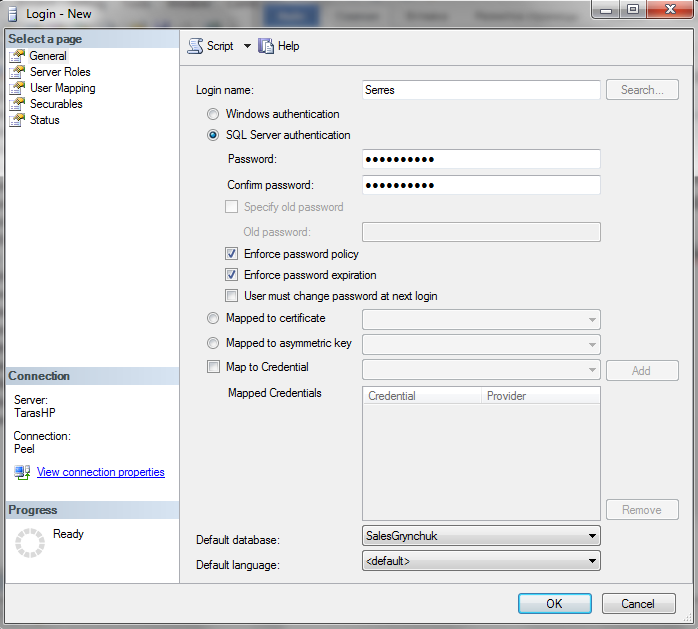 Login - New
Select a page
General
Server Roles
User Mapping
Securables
Status
Script
Help
Login name:
Serres
Search...
Windows authentication
SQL Server authentication
Password:
●●●●●●●●●●
Confirm password:
●●●●●●●●●●
Specify old password
Old password:
Enforce password policy
Enforce password expiration
User must change password at next login
Mapped to certificate
Mapped to asymmetric key
Map to Credential
Add
Mapped Credentials
Credential Provider
Remove
Default database:
SalesGrynchuk
Default language:
<default>
Connection
Server:
TarasHP
Connection:
Peel
View connection properties
Progress
Ready
OK
Cancel